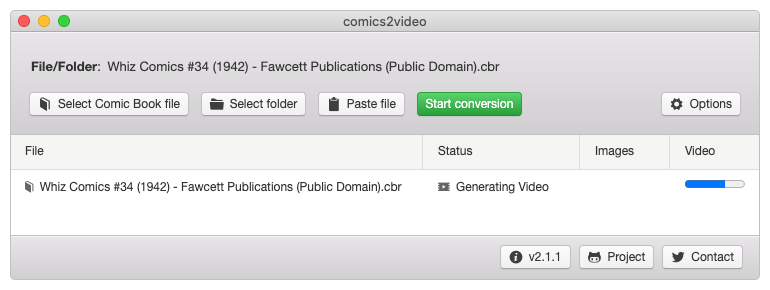 comics2video
File/Folder: Whiz Comics #34 (1942) - Fawcett Publications (Public Domain).cbr
Select Comic Book file Select folder Paste file Start conversion Options
File Status Images Video
Whiz Comics #34 (1942) - Fawcett Publications (Public Domain).cbr Generating Video
v2.1.1 Project Contact